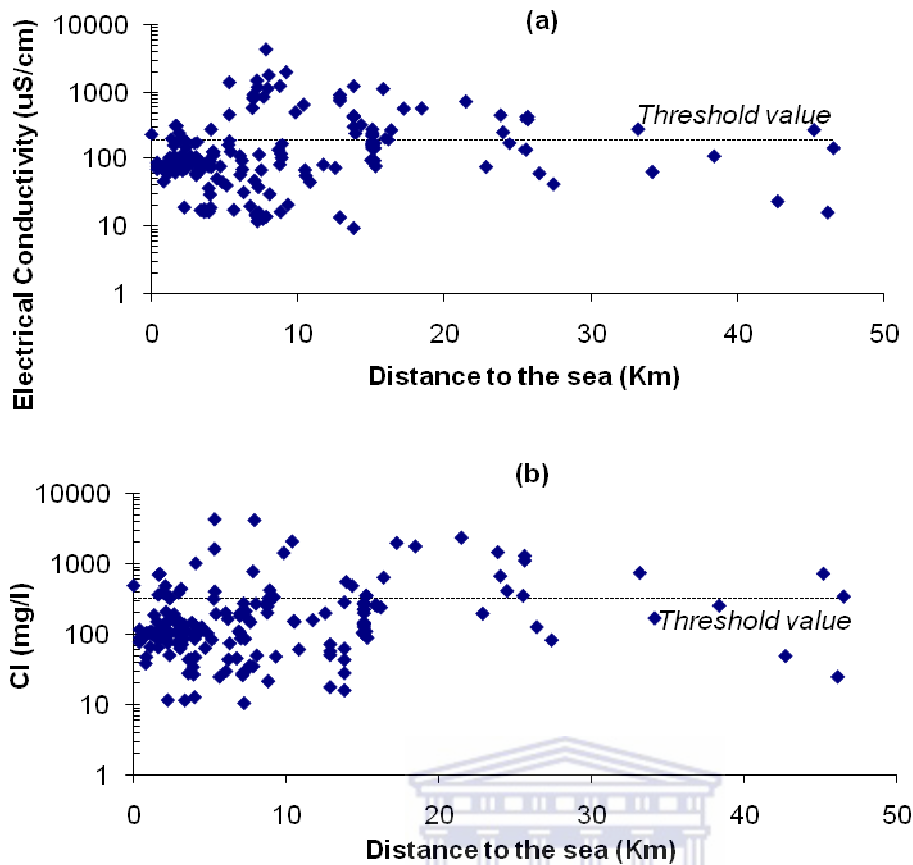 (a)
Electrical Conductivity (uS/cm)
10000
1000
100
10
1
Threshold value
0 10 20 30 40 50
Distance to the sea (Km)
(b)
Cl (mg/l)
10000
1000
100
10
1
Threshold value
0 10 20 30 40 50
Distance to the sea (Km)